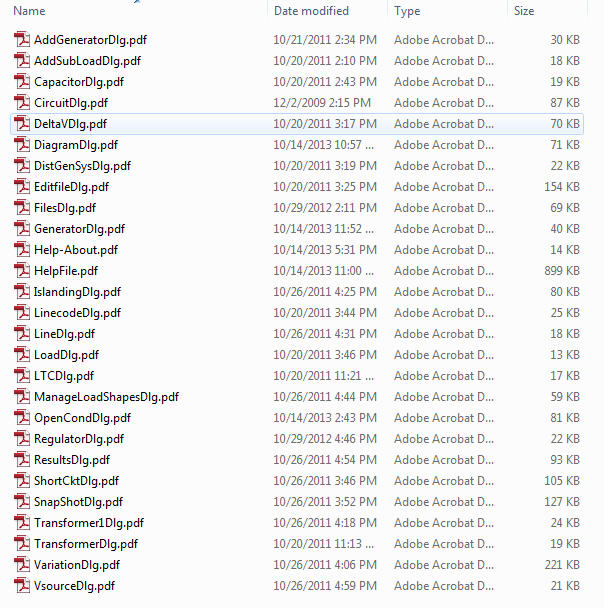 Name Date modified Type Size
AddGeneratorDlg.pdf 10/21/2011 2:34 PM Adobe Acrobat D... 30 KB
AddSubLoadDlg.pdf 10/20/2011 2:10 PM Adobe Acrobat D... 18 KB
CapacitorDlg.pdf 10/20/2011 2:43 PM Adobe Acrobat D... 19 KB
CircuitDlg.pdf 12/2/2009 2:15 PM Adobe Acrobat D... 87 KB
DeltaVDlg.pdf 10/20/2011 3:17 PM Adobe Acrobat D... 70 KB
DiagramDlg.pdf 10/14/2013 10:57 ... Adobe Acrobat D... 71 KB
DistGenSysDlg.pdf 10/20/2011 3:19 PM Adobe Acrobat D... 22 KB
EditfileDlg.pdf 10/20/2011 3:25 PM Adobe Acrobat D... 154 KB
FilesDlg.pdf 10/29/2012 2:11 PM Adobe Acrobat D... 69 KB
GeneratorDlg.pdf 10/14/2013 11:52 ... Adobe Acrobat D... 40 KB
Help-About.pdf 10/14/2013 5:31 PM Adobe Acrobat D... 14 KB
HelpFile.pdf 10/14/2013 11:00 ... Adobe Acrobat D... 899 KB
IslandingDlg.pdf 10/26/2011 4:25 PM Adobe Acrobat D... 80 KB
LinecodeDlg.pdf 10/20/2011 3:44 PM Adobe Acrobat D... 25 KB
LineDlg.pdf 10/26/2011 4:31 PM Adobe Acrobat D... 18 KB
LoadDlg.pdf 10/20/2011 3:46 PM Adobe Acrobat D... 13 KB
LTCDlg.pdf 10/20/2011 11:21 ... Adobe Acrobat D... 17 KB
ManageLoadShapesDlg.pdf 10/26/2011 4:44 PM Adobe Acrobat D... 59 KB
OpenCondDlg.pdf 10/14/2013 2:43 PM Adobe Acrobat D... 81 KB
RegulatorDlg.pdf 10/29/2012 4:46 PM Adobe Acrobat D... 22 KB
ResultsDlg.pdf 10/26/2011 4:54 PM Adobe Acrobat D... 93 KB
ShortCktDlg.pdf 10/26/2011 3:46 PM Adobe Acrobat D... 105 KB
SnapShotDlg.pdf 10/26/2011 3:52 PM Adobe Acrobat D... 127 KB
Transformer1Dlg.pdf 10/26/2011 4:18 PM Adobe Acrobat D... 24 KB
TransformerDlg.pdf 10/20/2011 11:13 ... Adobe Acrobat D... 19 KB
VariationDlg.pdf 10/26/2011 4:06 PM Adobe Acrobat D... 221 KB
VsourceDlg.pdf 10/26/2011 4:59 PM Adobe Acrobat D... 21 KB